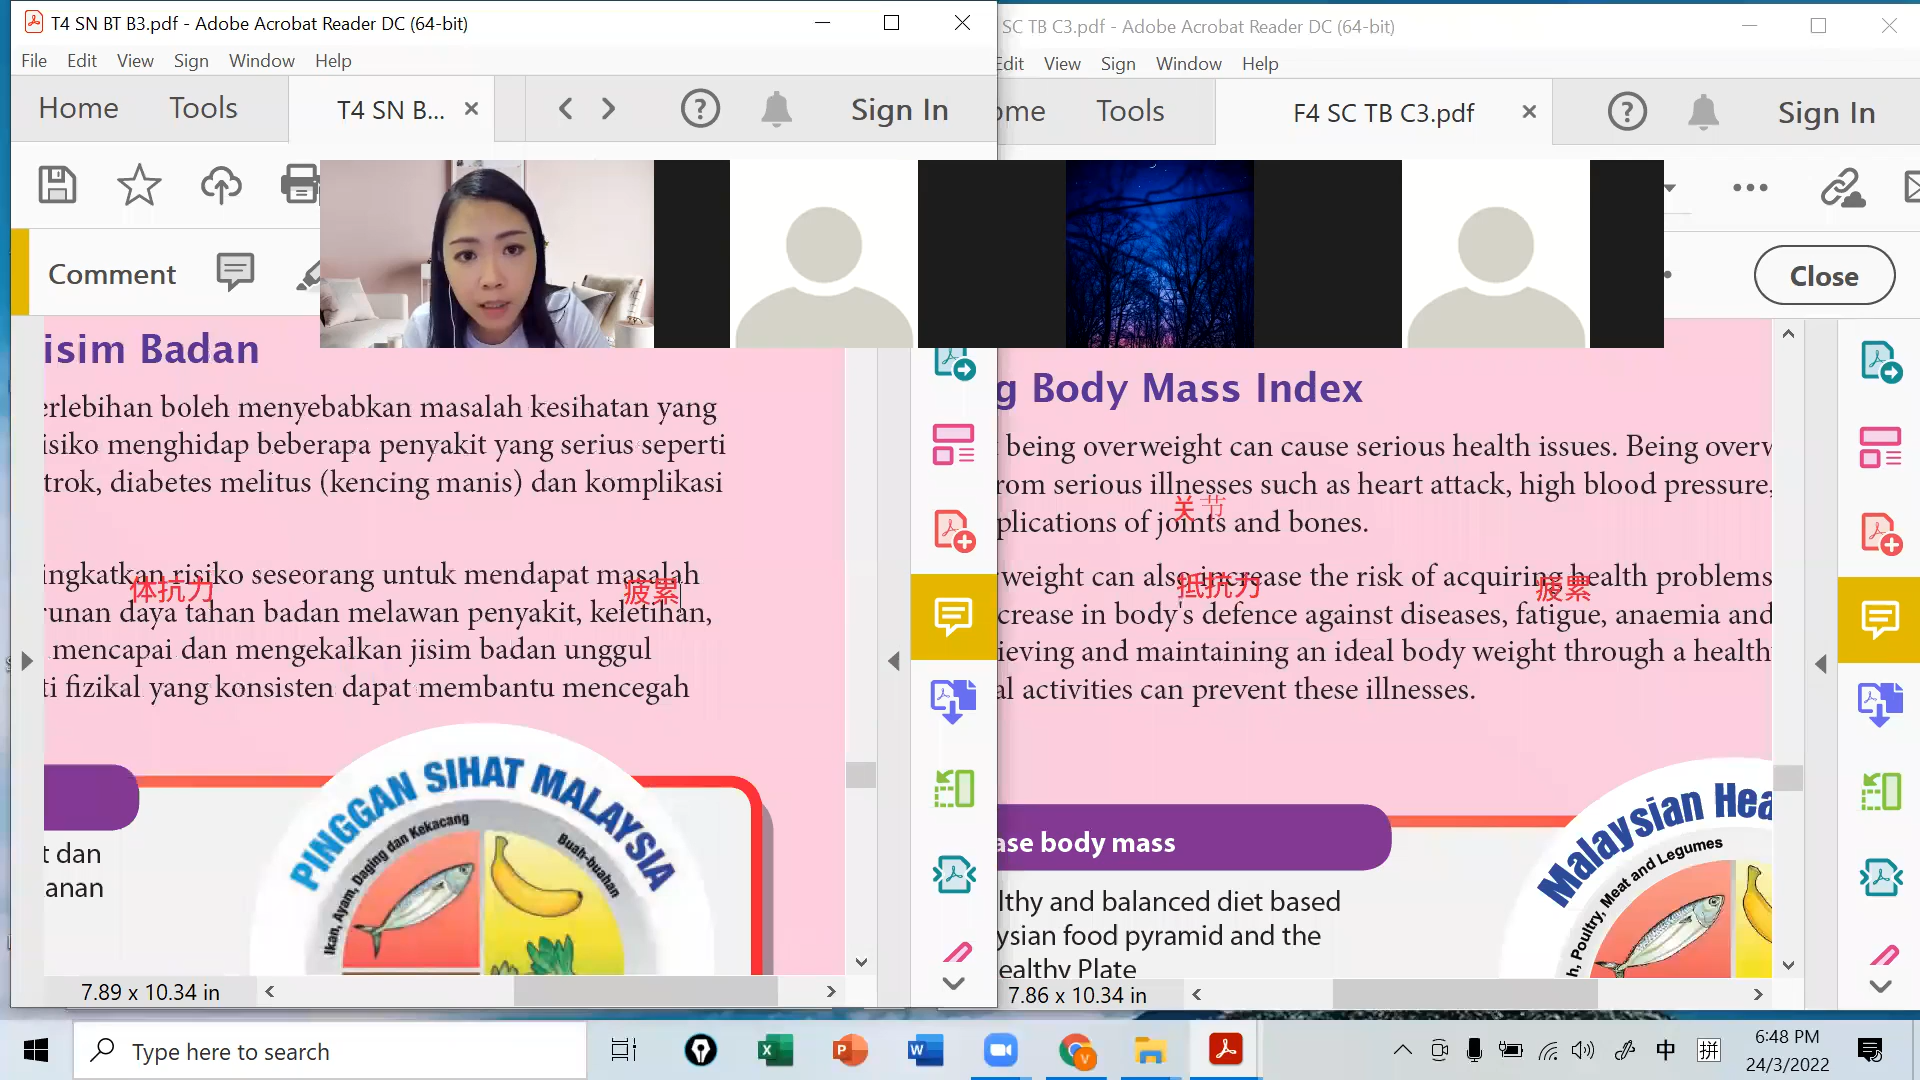 T4 SN BT B3.pdf - Adobe Acrobat Reader DC (64-bit)
File Edit View Sign Window Help
Home Tools T4 SN B... Sign In
Comment
isim Badan
erlebihan boleh menyebabkan masalah kesihatan yang
isiko menghidap beberapa penyakit yang serius seperti
trok, diabetes melitus (kencing manis) dan komplikasi
ingkatkan risiko seseorang untuk mendapat masalah
体抗力 疲累
runan daya tahan badan melawan penyakit, keletihan,
mencapai dan mengekalkan jisim badan unggul
ti fizikal yang konsisten dapat membantu mencegah
PINGGAN SIHAT MALAYSIA
Ikan, Ayam, Daging dan Kekacang
Buah-buahan
t dan
anan
7.89 x 10.34 in
SC TB C3.pdf - Adobe Acrobat Reader DC (64-bit)
Edit View Sign Window Help
ome Tools F4 SC TB C3.pdf Sign In
Close
g Body Mass Index
being overweight can cause serious health issues. Being overw
rom serious illnesses such as heart attack, high blood pressure,
关节
plications of joints and bones.
weight can also increase the risk of acquiring health problems
抵抗力 疲累
crease in body's defence against diseases, fatigue, anaemia and
ieving and maintaining an ideal body weight through a health
al activities can prevent these illnesses.
Malaysian Hea
h, Poultry, Meat and Legumes
ase body mass
lthy and balanced diet based
ysian food pyramid and the
ealthy Plate
7.86 x 10.34 in
Type here to search
中 拼
6:48 PM
24/3/2022